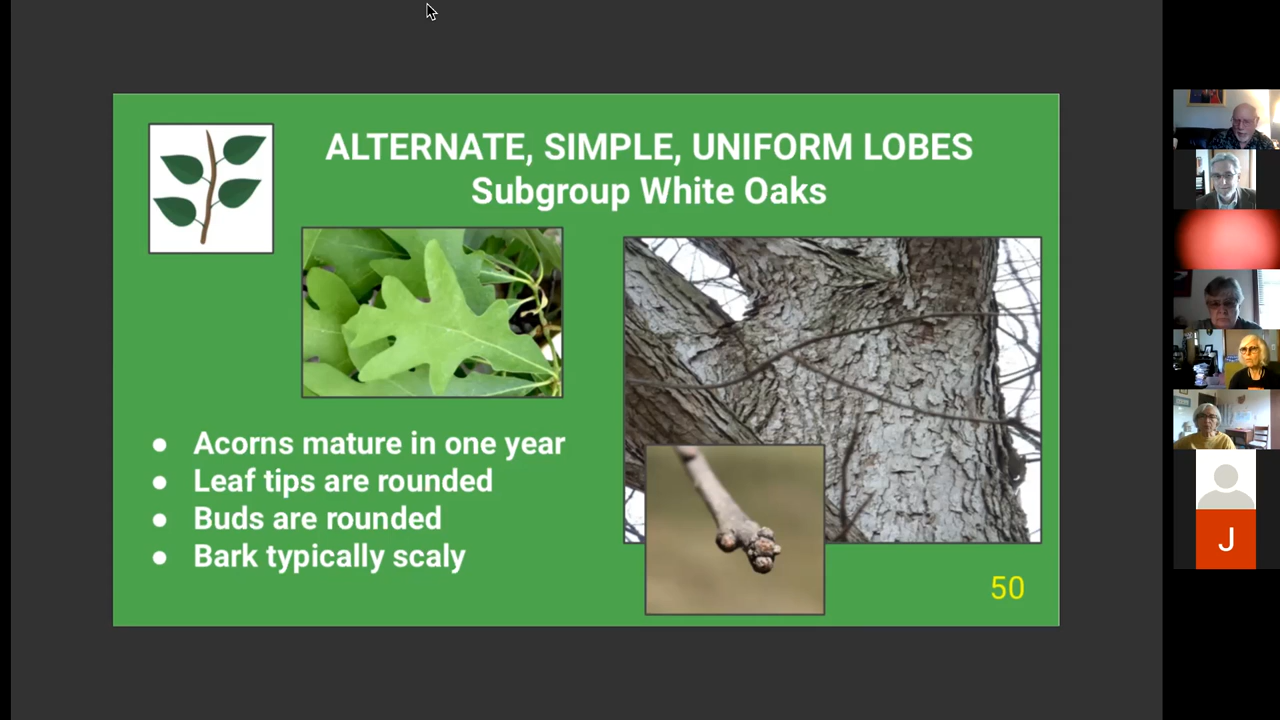 ALTERNATE, SIMPLE, UNIFORM LOBES
Subgroup White Oaks
● Acorns mature in one year
● Leaf tips are rounded
● Buds are rounded
● Bark typically scaly
50
J